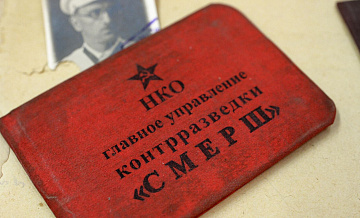 НКО
главное управление
контрразведки
«СМЕРШ»